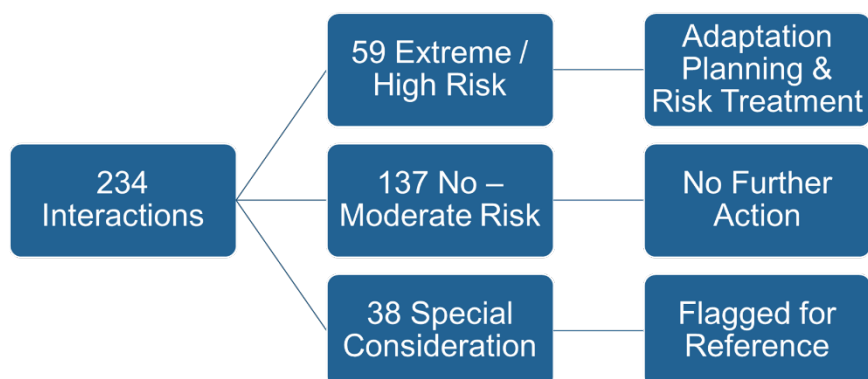 59 Extreme /
High Risk
Adaptation
Planning &
Risk Treatment
234
Interactions
137 No –
Moderate Risk
No Further
Action
38 Special
Consideration
Flagged for
Reference